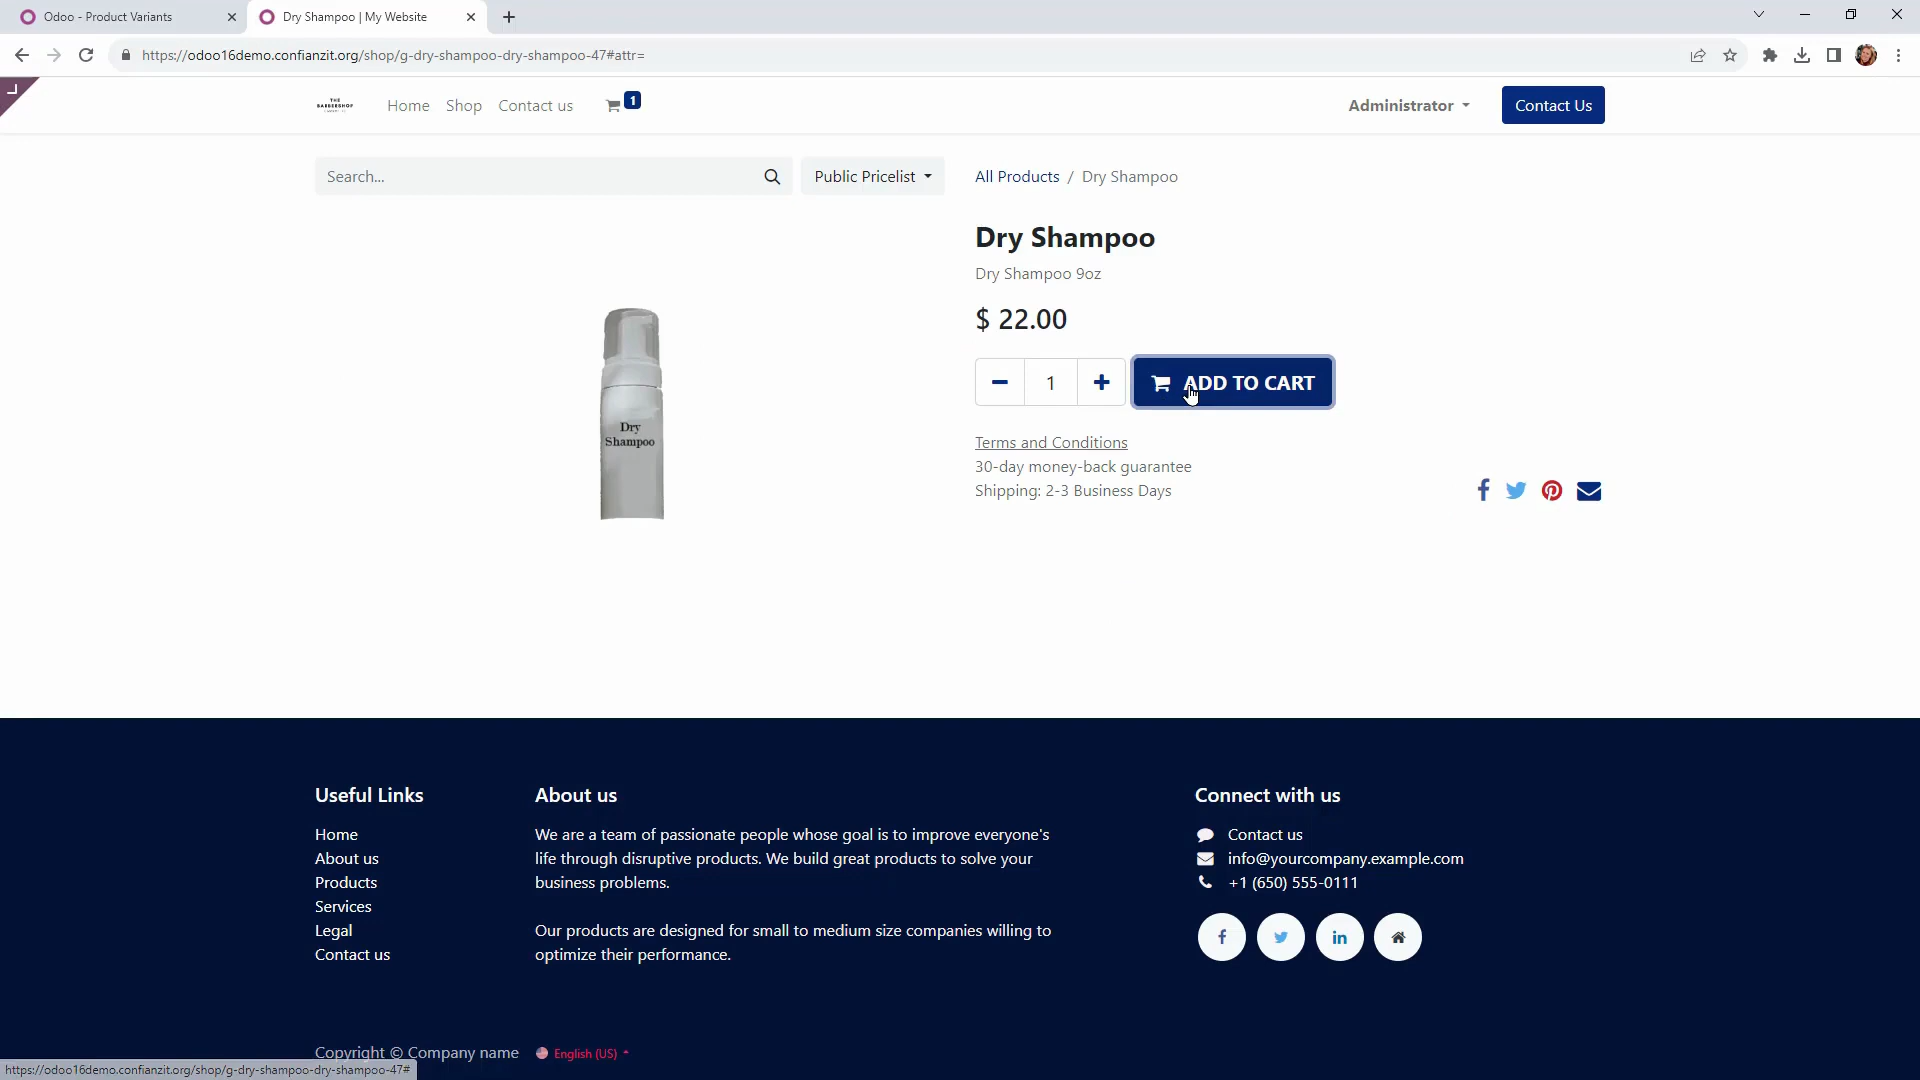 Odoo - Product Variants
Dry Shampoo | My Website
https://odoo16demo.confianzit.org/shop/g-dry-shampoo-dry-shampoo-47#attr=
THE
BARBERSHOP
Home
Shop
Contact us
1
Administrator
Contact Us
Search...
Public Pricelist
All Products / Dry Shampoo
Dry Shampoo
Dry Shampoo 9oz
$ 22.00
1
ADD TO CART
Dry
Shampoo
Terms and Conditions
30-day money-back guarantee
Shipping: 2-3 Business Days
Useful Links
Home
About us
Products
Services
Legal
Contact us
About us
We are a team of passionate people whose goal is to improve everyone's
life through disruptive products. We build great products to solve your
business problems.
Our products are designed for small to medium size companies willing to
optimize their performance.
Connect with us
Contact us
info@yourcompany.example.com
+1 (650) 555-0111
Copyright © Company name
English (US)
https://odoo16demo.confianzit.org/shop/g-dry-shampoo-dry-shampoo-47#